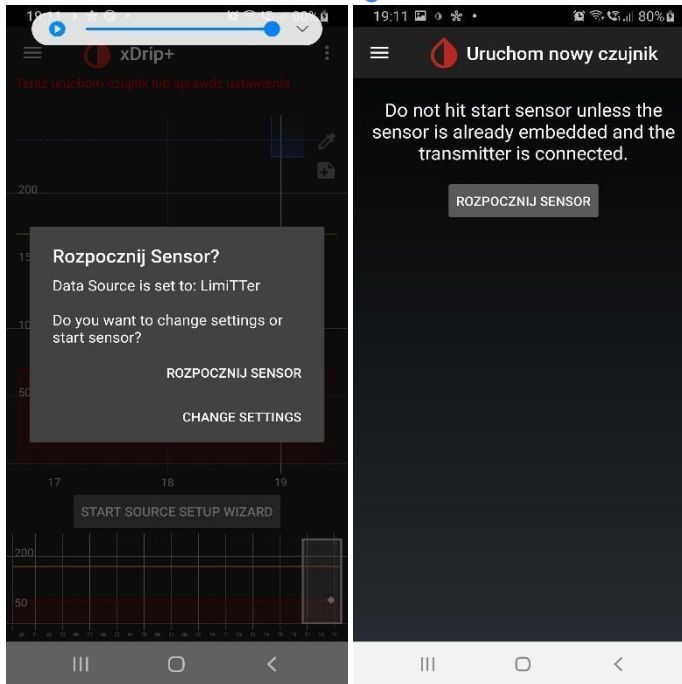 xDrip+
Teraz uruchom czujnik lub sprawdź ustawienia
200
Rozpocznij Sensor?
Data Source is set to: LimiTTer
Do you want to change settings or
start sensor?
ROZPOCZNIJ SENSOR
CHANGE SETTINGS
50
17 18 19
START SOURCE SETUP WIZARD
200
50
19:11 80%
Uruchom nowy czujnik
Do not hit start sensor unless the
sensor is already embedded and the
transmitter is connected.
ROZPOCZNIJ SENSOR